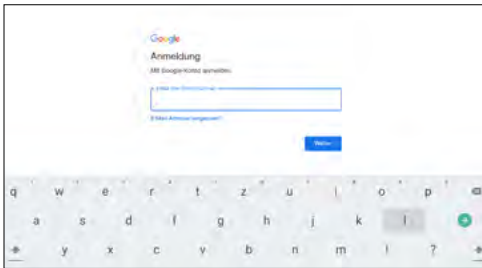 Google
Anmeldung
Mit Google-Konto anmelden
E-Mail-Adresse vergessen?
Weiter
q w e r t z u i o p
a s d f g h j k l
y x c v b n m ! ?